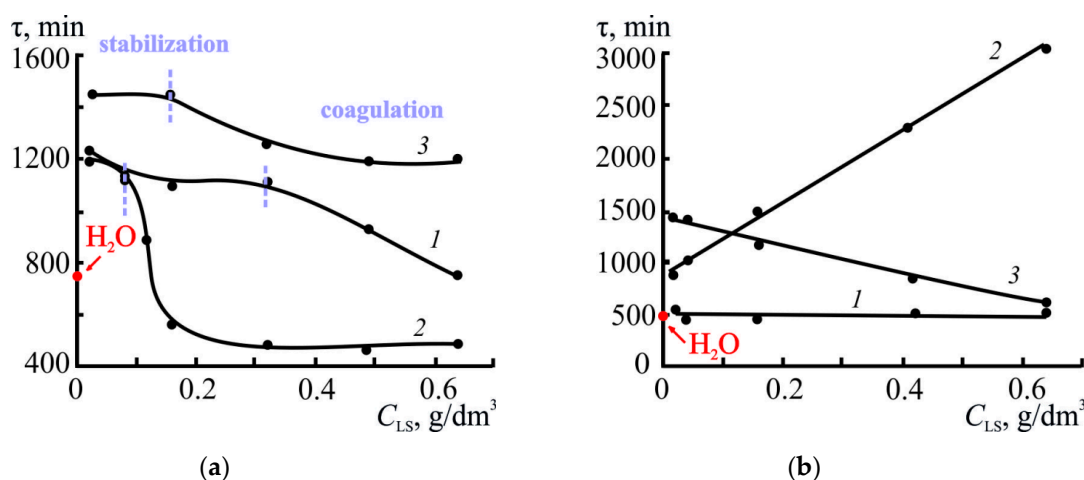 τ, min
1600
1200
800
400
stabilization
coagulation
H₂O
3
1
2
0
0.2
0.4
0.6
C_LS, g/dm³
(a)
τ, min
3000
2500
2000
1500
1000
500
0
2
3
1
H₂O
0
0.2
0.4
0.6
C_LS, g/dm³
(b)